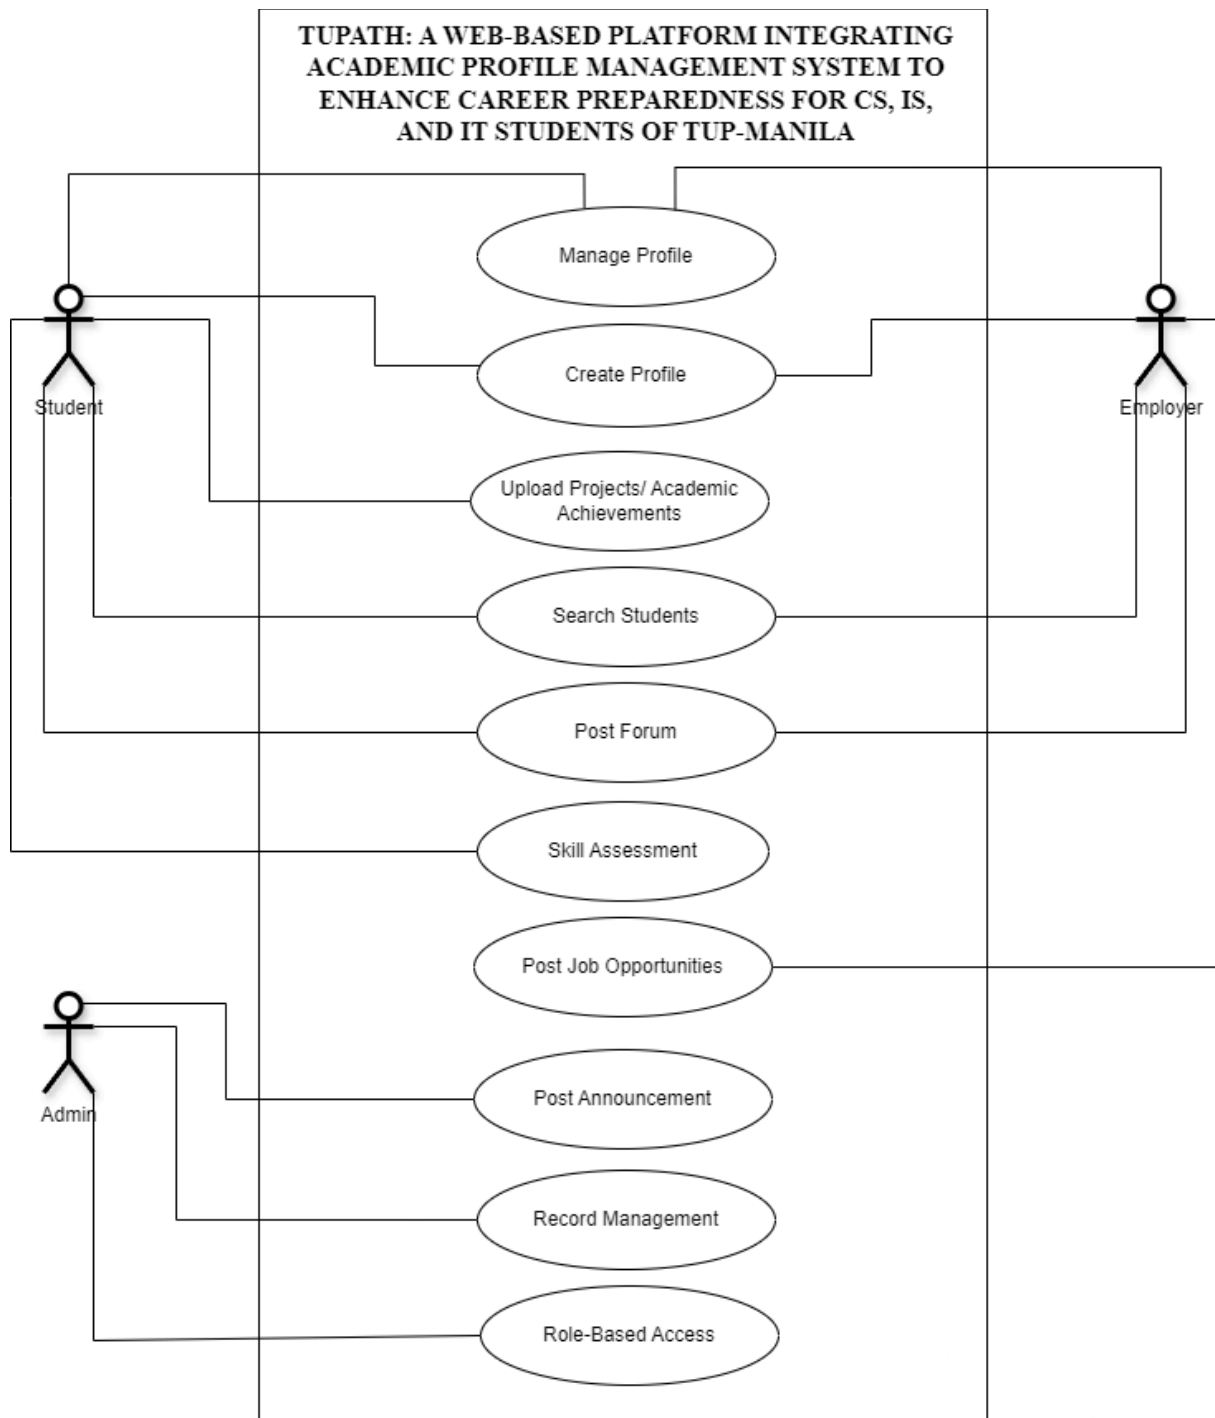 TUPATH: A WEB-BASED PLATFORM INTEGRATING
ACADEMIC PROFILE MANAGEMENT SYSTEM TO
ENHANCE CAREER PREPAREDNESS FOR CS, IS,
AND IT STUDENTS OF TUP-MANILA
Manage Profile
Create Profile
Student
Employer
Upload Projects/ Academic
Achievements
Search Students
Post Forum
Skill Assessment
Post Job Opportunities
Post Announcement
Admin
Record Management
Role-Based Access